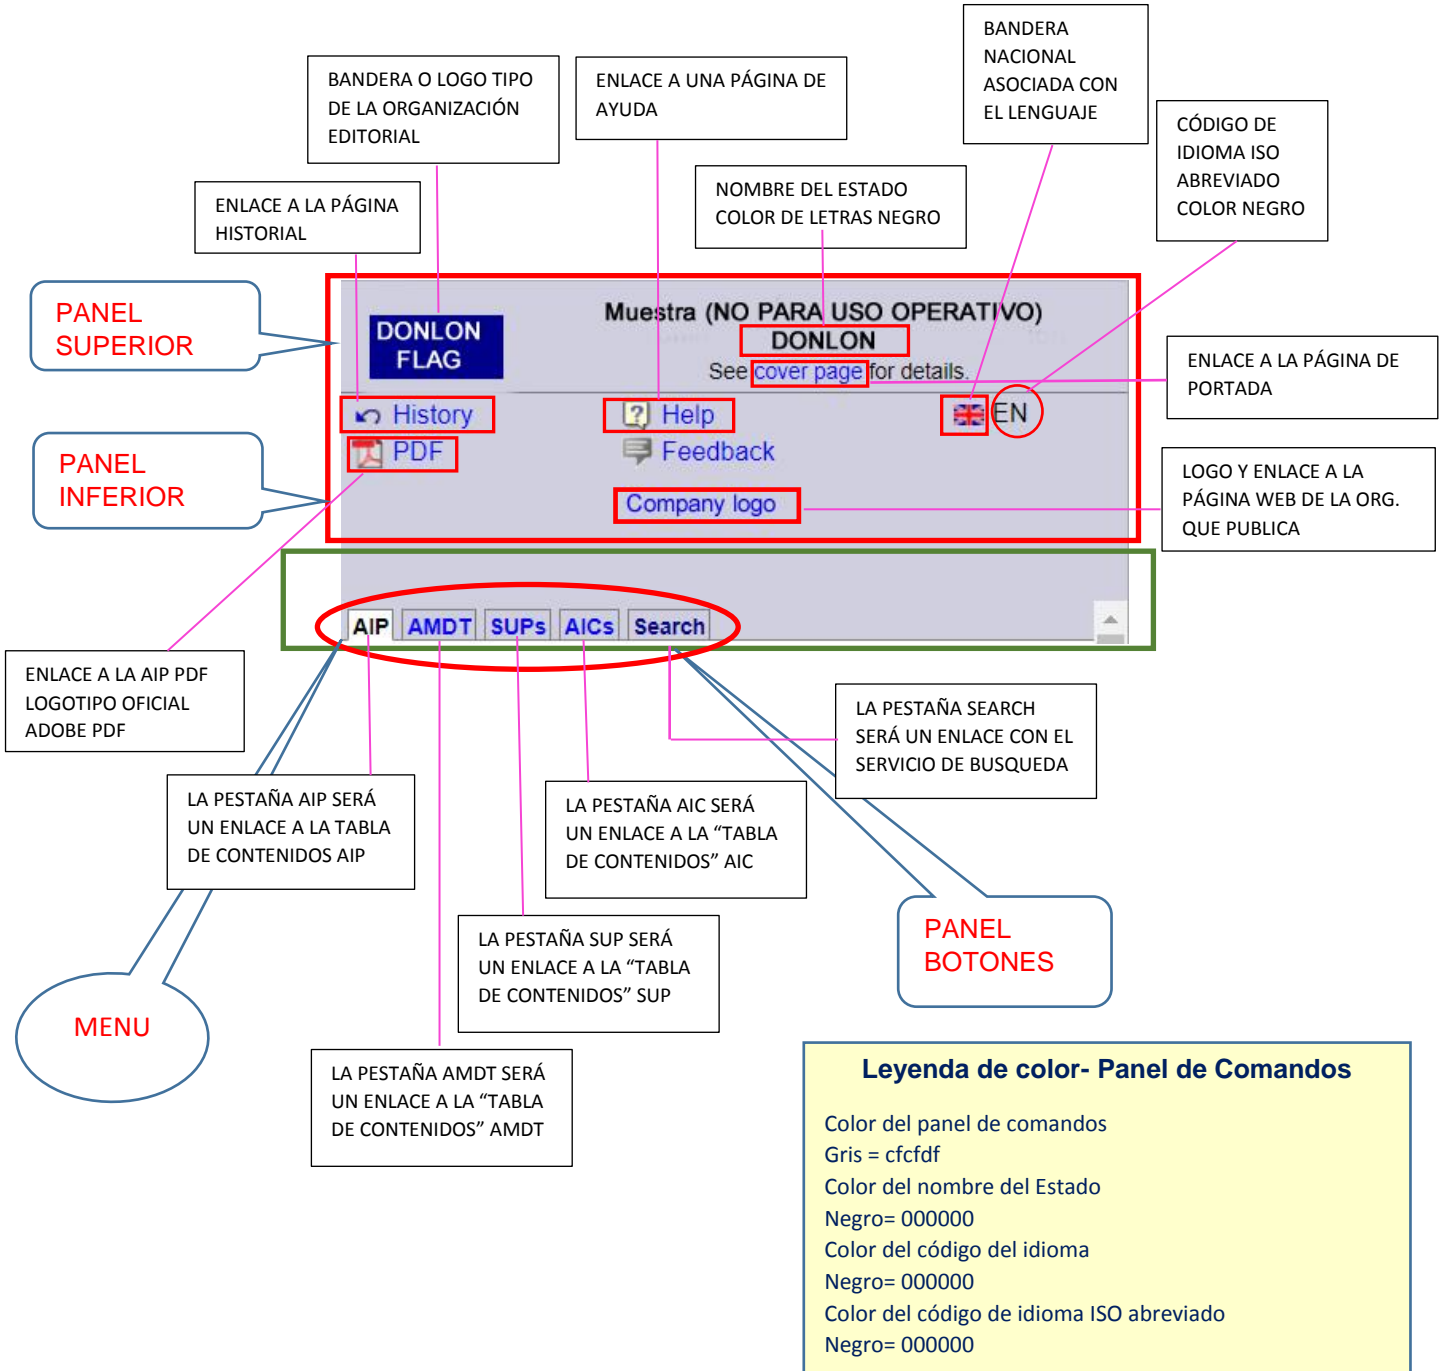 BANDERA
NACIONAL
ASOCIADA CON
EL LENGUAJE
BANDERA O LOGO TIPO
DE LA ORGANIZACIÓN
EDITORIAL
ENLACE A UNA PÁGINA DE
AYUDA
CÓDIGO DE
IDIOMA ISO
ABREVIADO
COLOR NEGRO
NOMBRE DEL ESTADO
COLOR DE LETRAS NEGRO
ENLACE A LA PÁGINA
HISTORIAL
PANEL
SUPERIOR
DONLON
FLAG
Muestra (NO PARA USO OPERATIVO)
DONLON
See cover page for details.
ENLACE A LA PÁGINA DE
PORTADA
History
Help
EN
PDF
Feedback
Company logo
PANEL
INFERIOR
LOGO Y ENLACE A LA
PÁGINA WEB DE LA ORG.
QUE PUBLICA
AIP AMDT SUPs AICs Search
ENLACE A LA AIP PDF
LOGOTIPO OFICIAL
ADOBE PDF
LA PESTAÑA SEARCH
SERÁ UN ENLACE CON EL
SERVICIO DE BUSQUEDA
LA PESTAÑA AIP SERÁ
UN ENLACE A LA TABLA
DE CONTENIDOS AIP
LA PESTAÑA AIC SERÁ
UN ENLACE A LA “TABLA
DE CONTENIDOS” AIC
LA PESTAÑA SUP SERÁ
UN ENLACE A LA “TABLA
DE CONTENIDOS” SUP
PANEL
BOTONES
MENU
LA PESTAÑA AMDT SERÁ
UN ENLACE A LA “TABLA
DE CONTENIDOS” AMDT
Leyenda de color- Panel de Comandos
Color del panel de comandos
Gris = cfcfdf
Color del nombre del Estado
Negro= 000000
Color del código del idioma
Negro= 000000
Color del código de idioma ISO abreviado
Negro= 000000